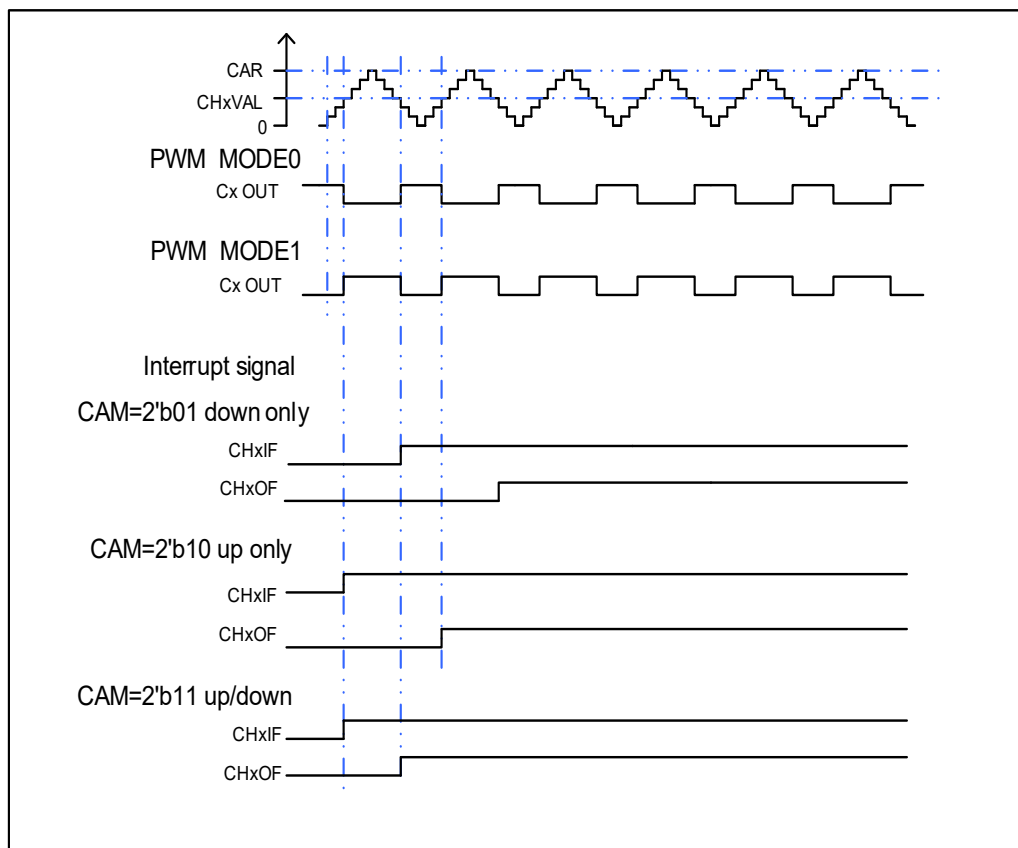 CAR
CHxVAL
0
PWM MODE0
Cx OUT
PWM MODE1
Cx OUT
Interrupt signal
CAM=2'b01 down only
CHxIF
CHxOF
CAM=2'b10 up only
CHxIF
CHxOF
CAM=2'b11 up/down
CHxIF
CHxOF